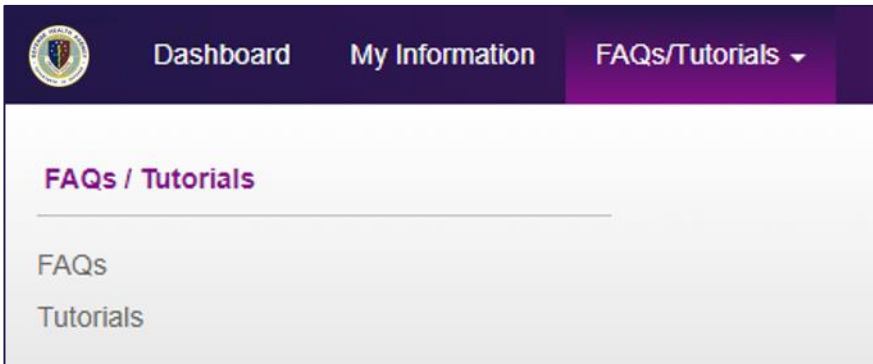 Dashboard My Information FAQs/Tutorials
FAQs / Tutorials
FAQs
Tutorials